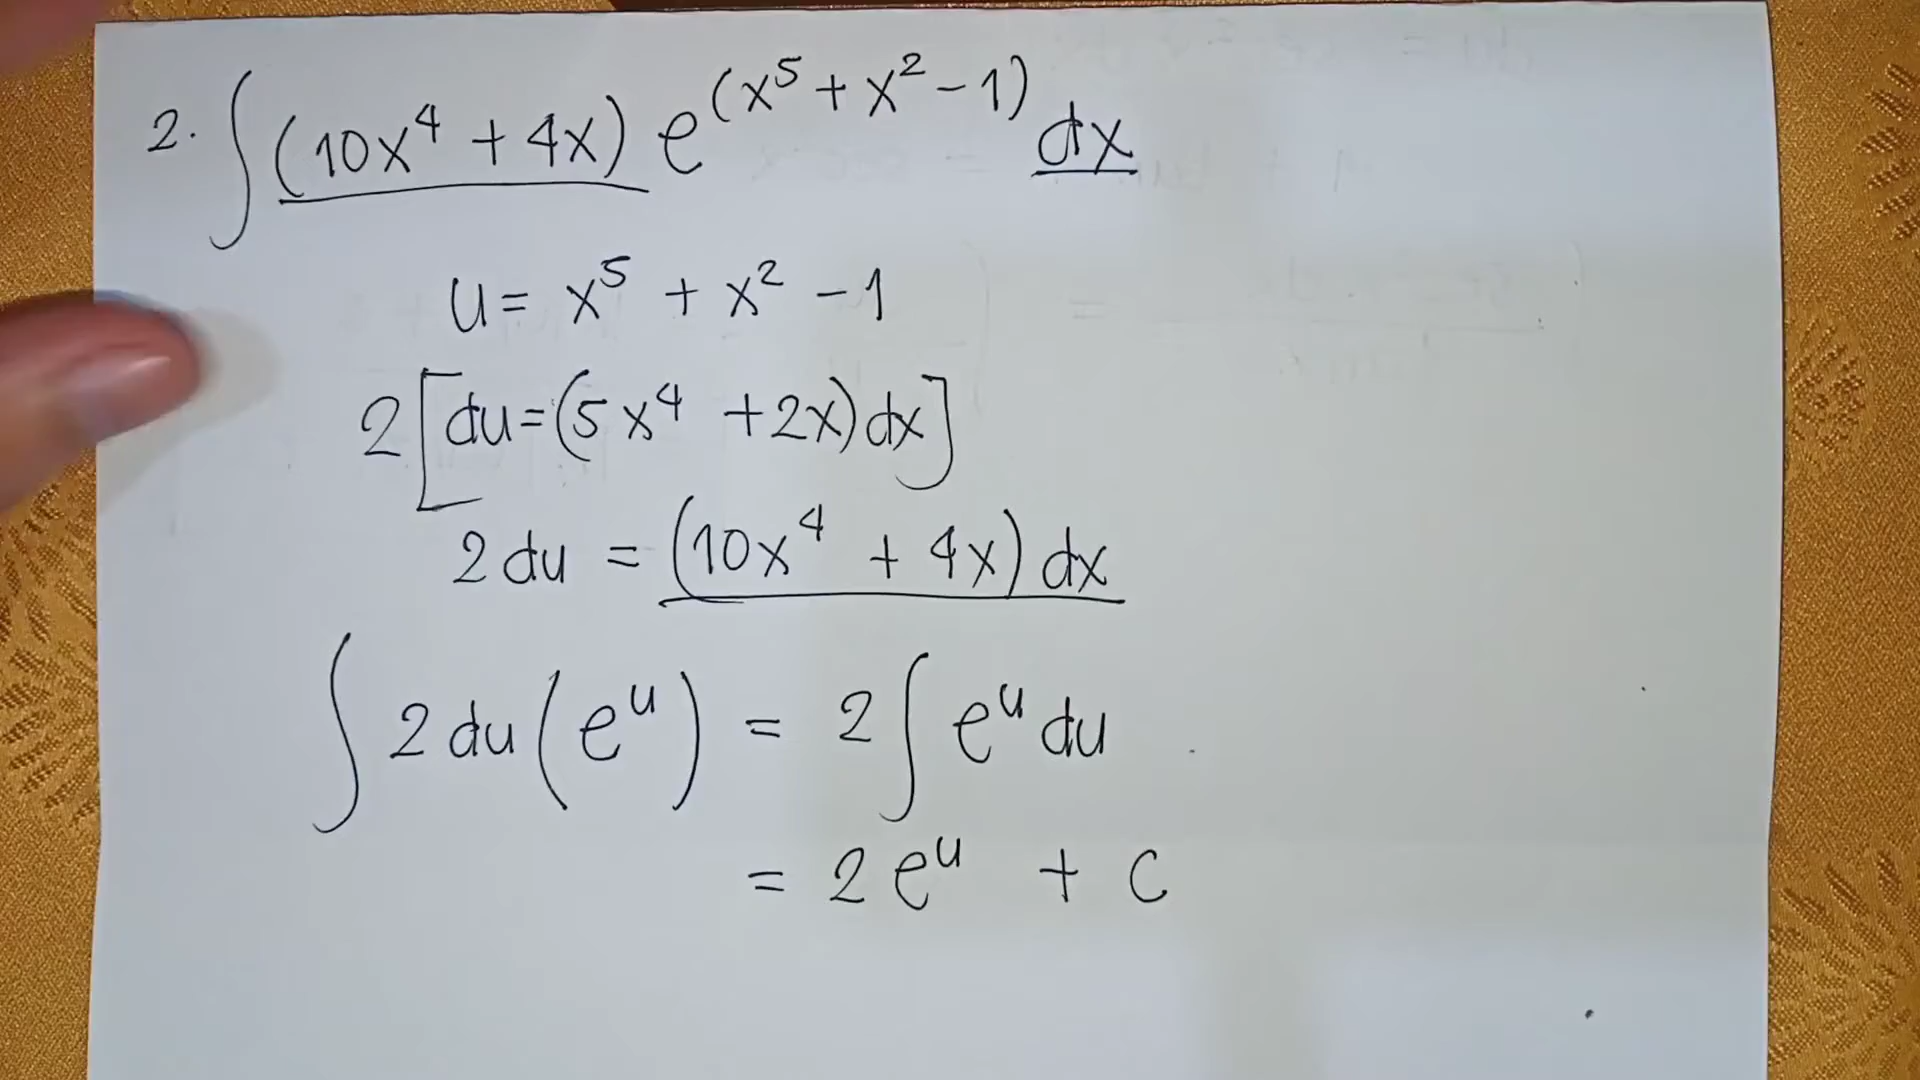 2. ∫ (10x⁴ + 4x) e^(x⁵ + x² - 1) dx
u = x⁵ + x² - 1
2[du = (5x⁴ + 2x)dx]
2du = (10x⁴ + 4x) dx
∫ 2du (eᵘ) = 2 ∫ eᵘ du
= 2eᵘ + C